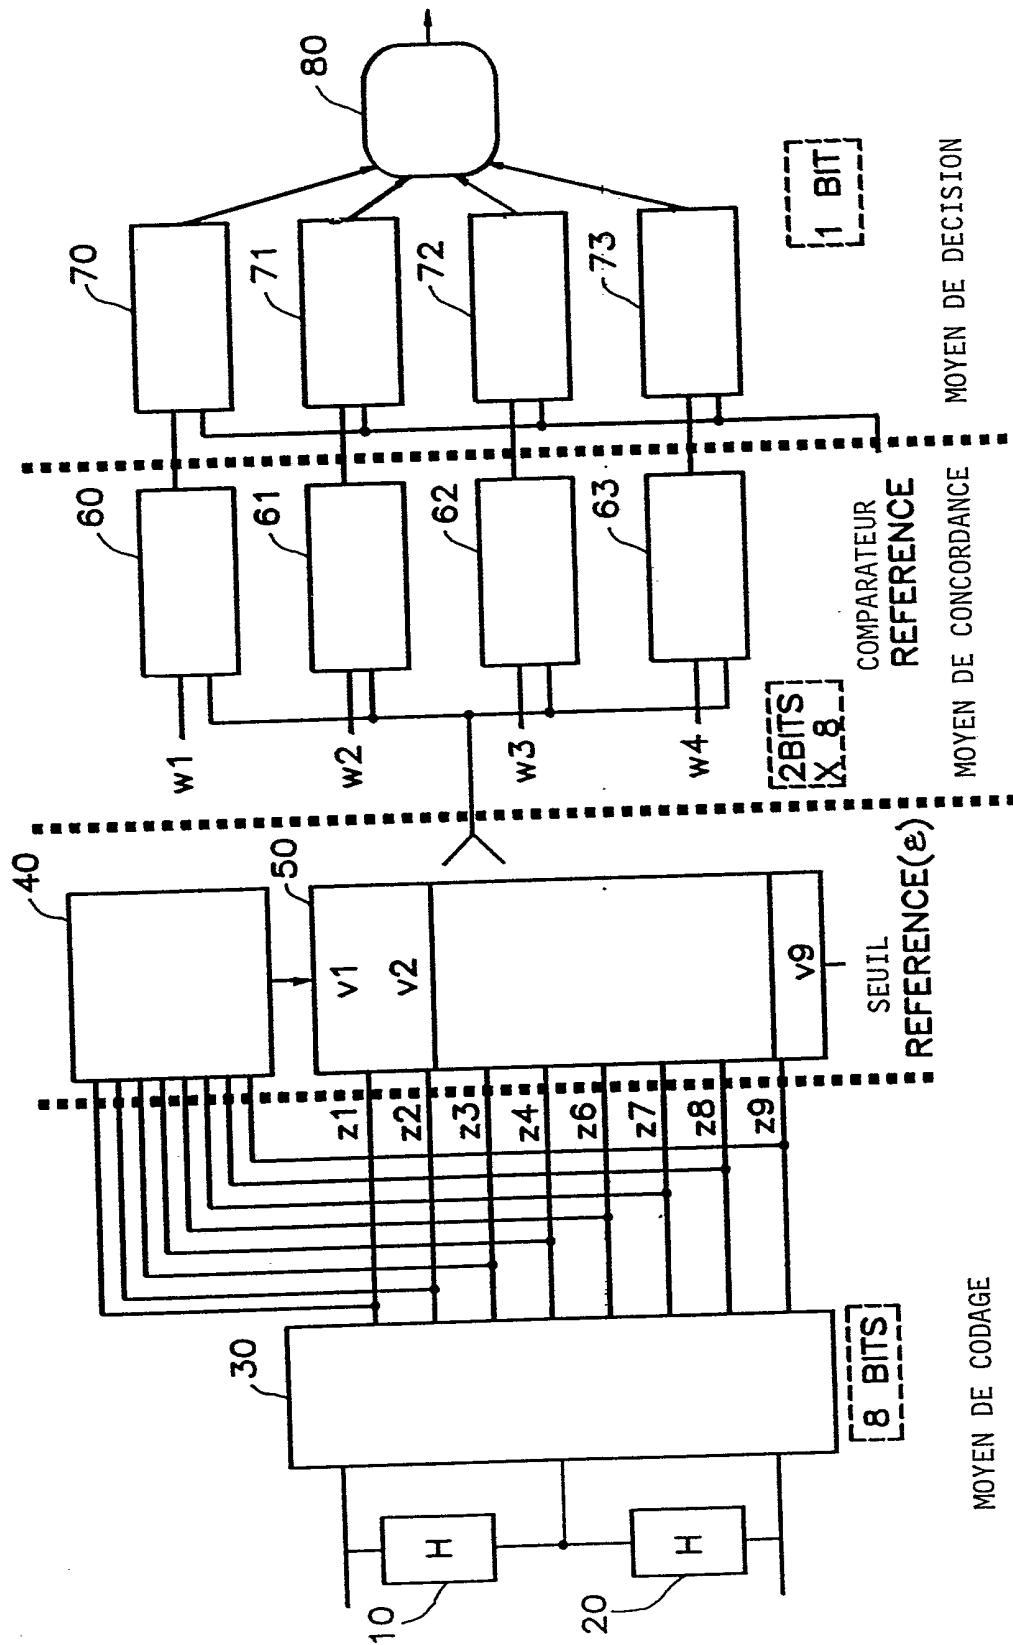 10
H
20
H
30
8 BITS
MOYEN DE CODAGE
40
50
z1
z2
z3
z4
z6
z7
z8
z9
v1
v2
v9
SEUIL
REFERENCE(ε)
w1
w2
w3
w4
2BITS
X 8
60
61
62
63
COMPARATEUR
REFERENCE
MOYEN DE CONCORDANCE
70
71
72
73
80
1 BIT
MOYEN DE DECISION